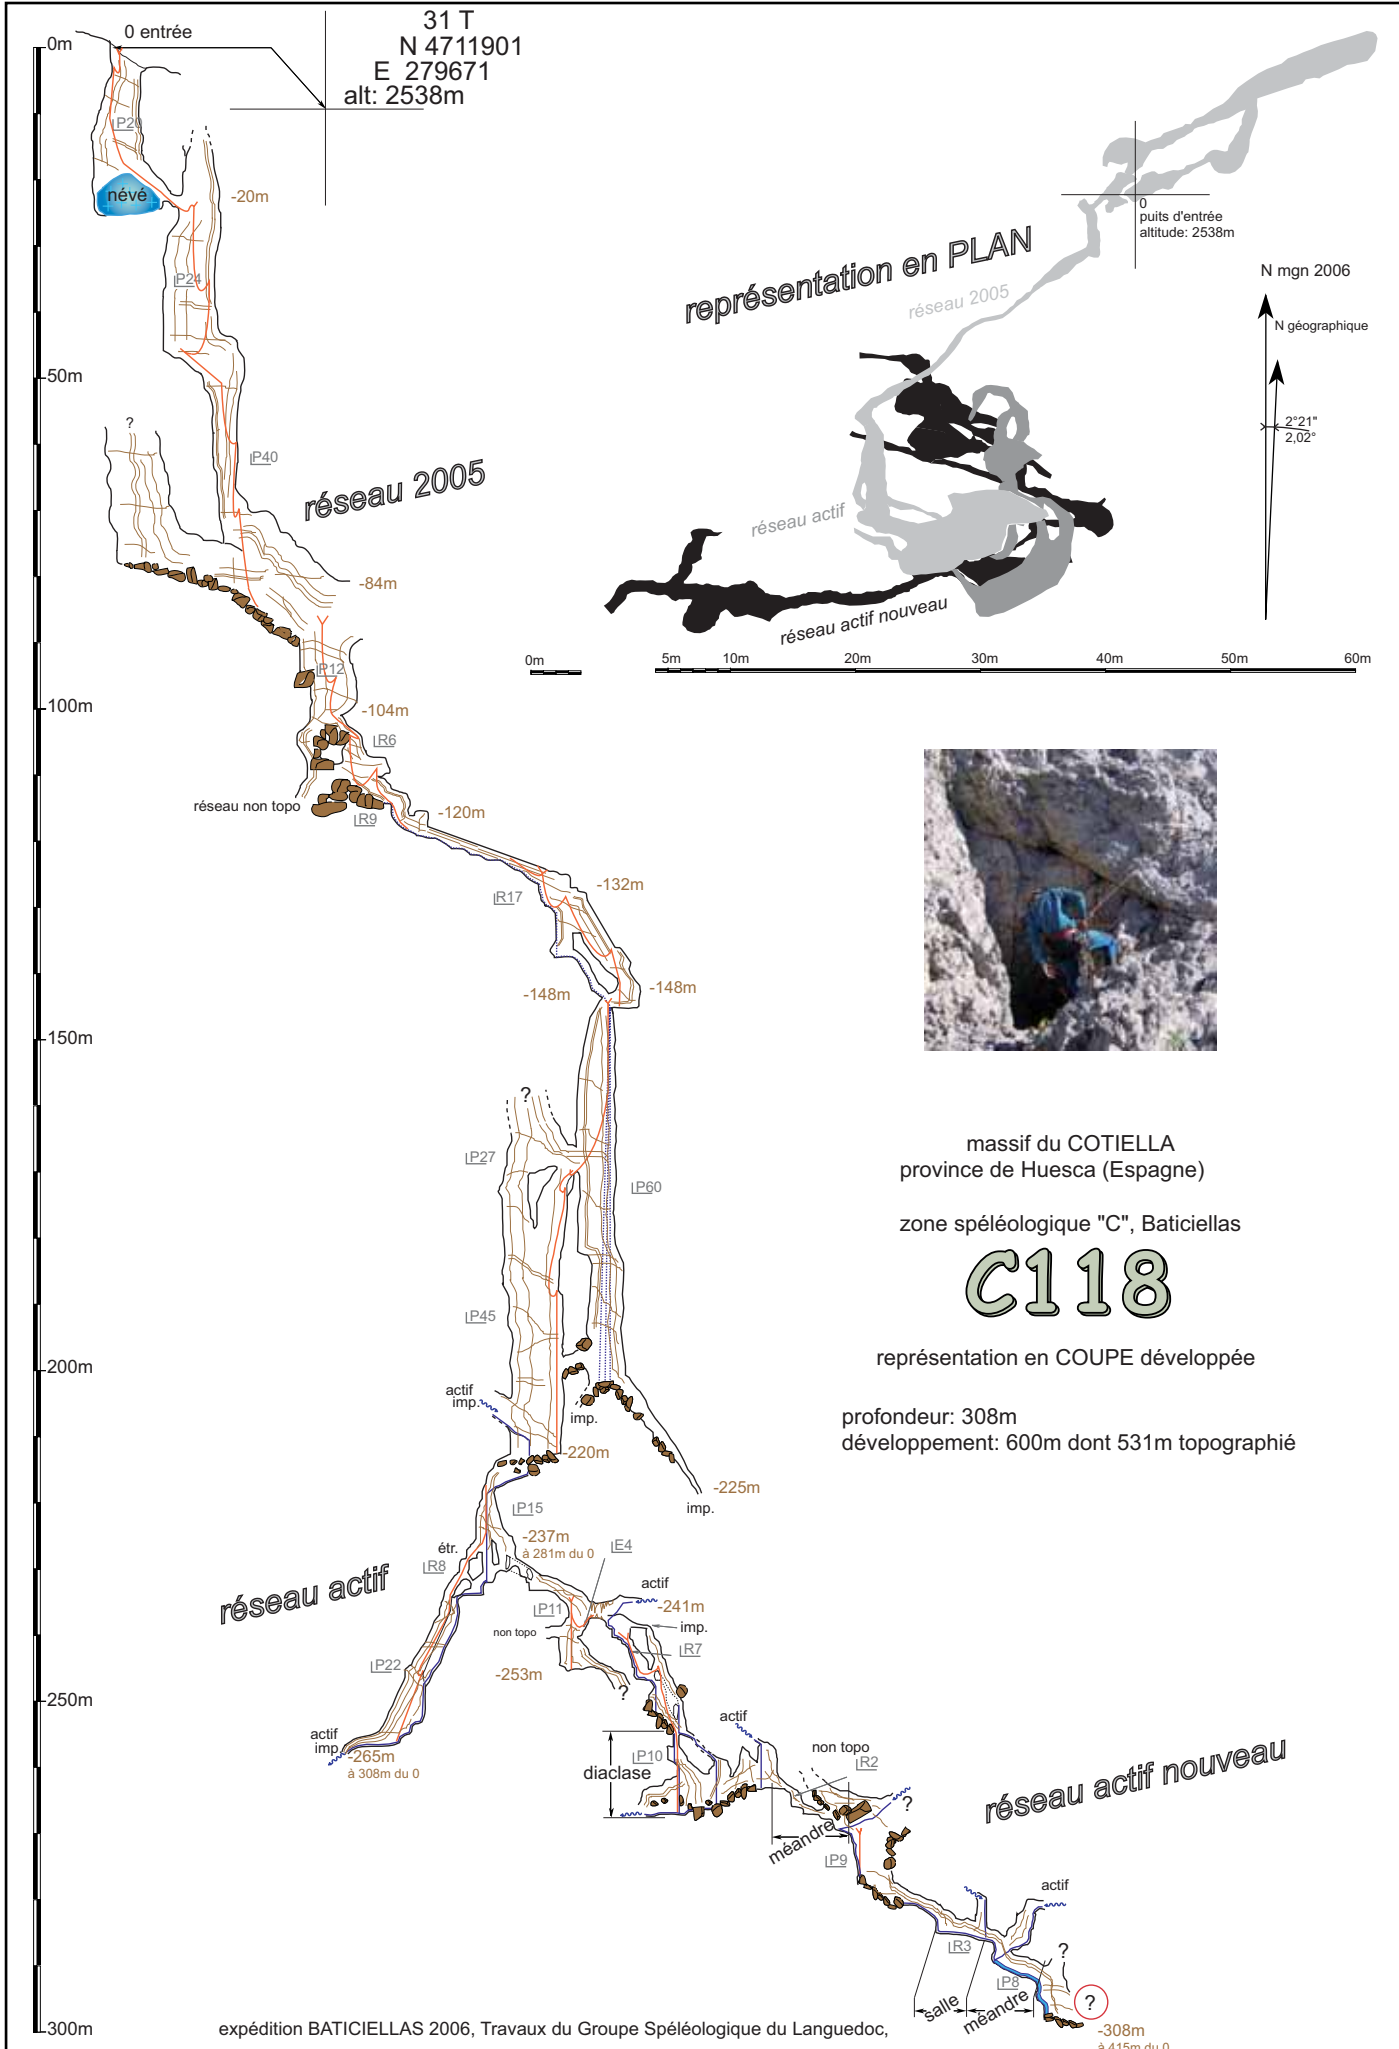 0m
0 entrée
31 T
N 4711901
E 279671
alt: 2538m
P20
névé
-20m
P24
0
puits d'entrée
altitude: 2538m
représentation en PLAN
réseau 2005
N mgn 2006
N géographique
2°21"
2,02°
50m
?
P40
réseau 2005
réseau actif
-84m
réseau actif nouveau
0m
5m
10m
20m
30m
40m
50m
60m
P12
100m
-104m
R6
réseau non topo
R9
-120m
R17
-132m
-148m
-148m
150m
?
P27
P60
massif du COTIELLA
province de Huesca (Espagne)
zone spéléologique "C", Baticiellas
C118
représentation en COUPE développée
profondeur: 308m
développement: 600m dont 531m topographié
P45
200m
actif
imp.
imp.
-220m
-225m
imp.
P15
-237m
à 281m du 0
étr.
R8
E4
réseau actif
P11
actif
-241m
imp.
non topo
R7
P22
-253m
?
250m
actif
imp.
-265m
à 308m du 0
P10
diaclase
actif
non topo
R2
?
réseau actif nouveau
méandre
P9
actif
R3
?
P8
salle
méandre
?
300m
expédition BATICIELLAS 2006, Travaux du Groupe Spéléologique du Languedoc,
-308m
à 415m du 0